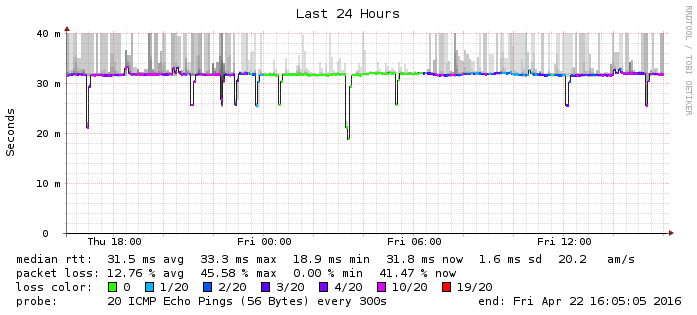 Last 24 Hours
RRDTOOL / TOBI OETIKER
Seconds
40 m
30 m
20 m
10 m
0
Thu 18:00 Fri 00:00 Fri 06:00 Fri 12:00
median rtt: 31.5 ms avg 33.3 ms max 18.9 ms min 31.8 ms now 1.6 ms sd 20.2 am/s
packet loss: 12.76 % avg 45.58 % max 0.00 % min 41.47 % now
loss color: 0 1/20 2/20 3/20 4/20 10/20 19/20
probe: 20 ICMP Echo Pings (56 Bytes) every 300s end: Fri Apr 22 16:05:05 2016